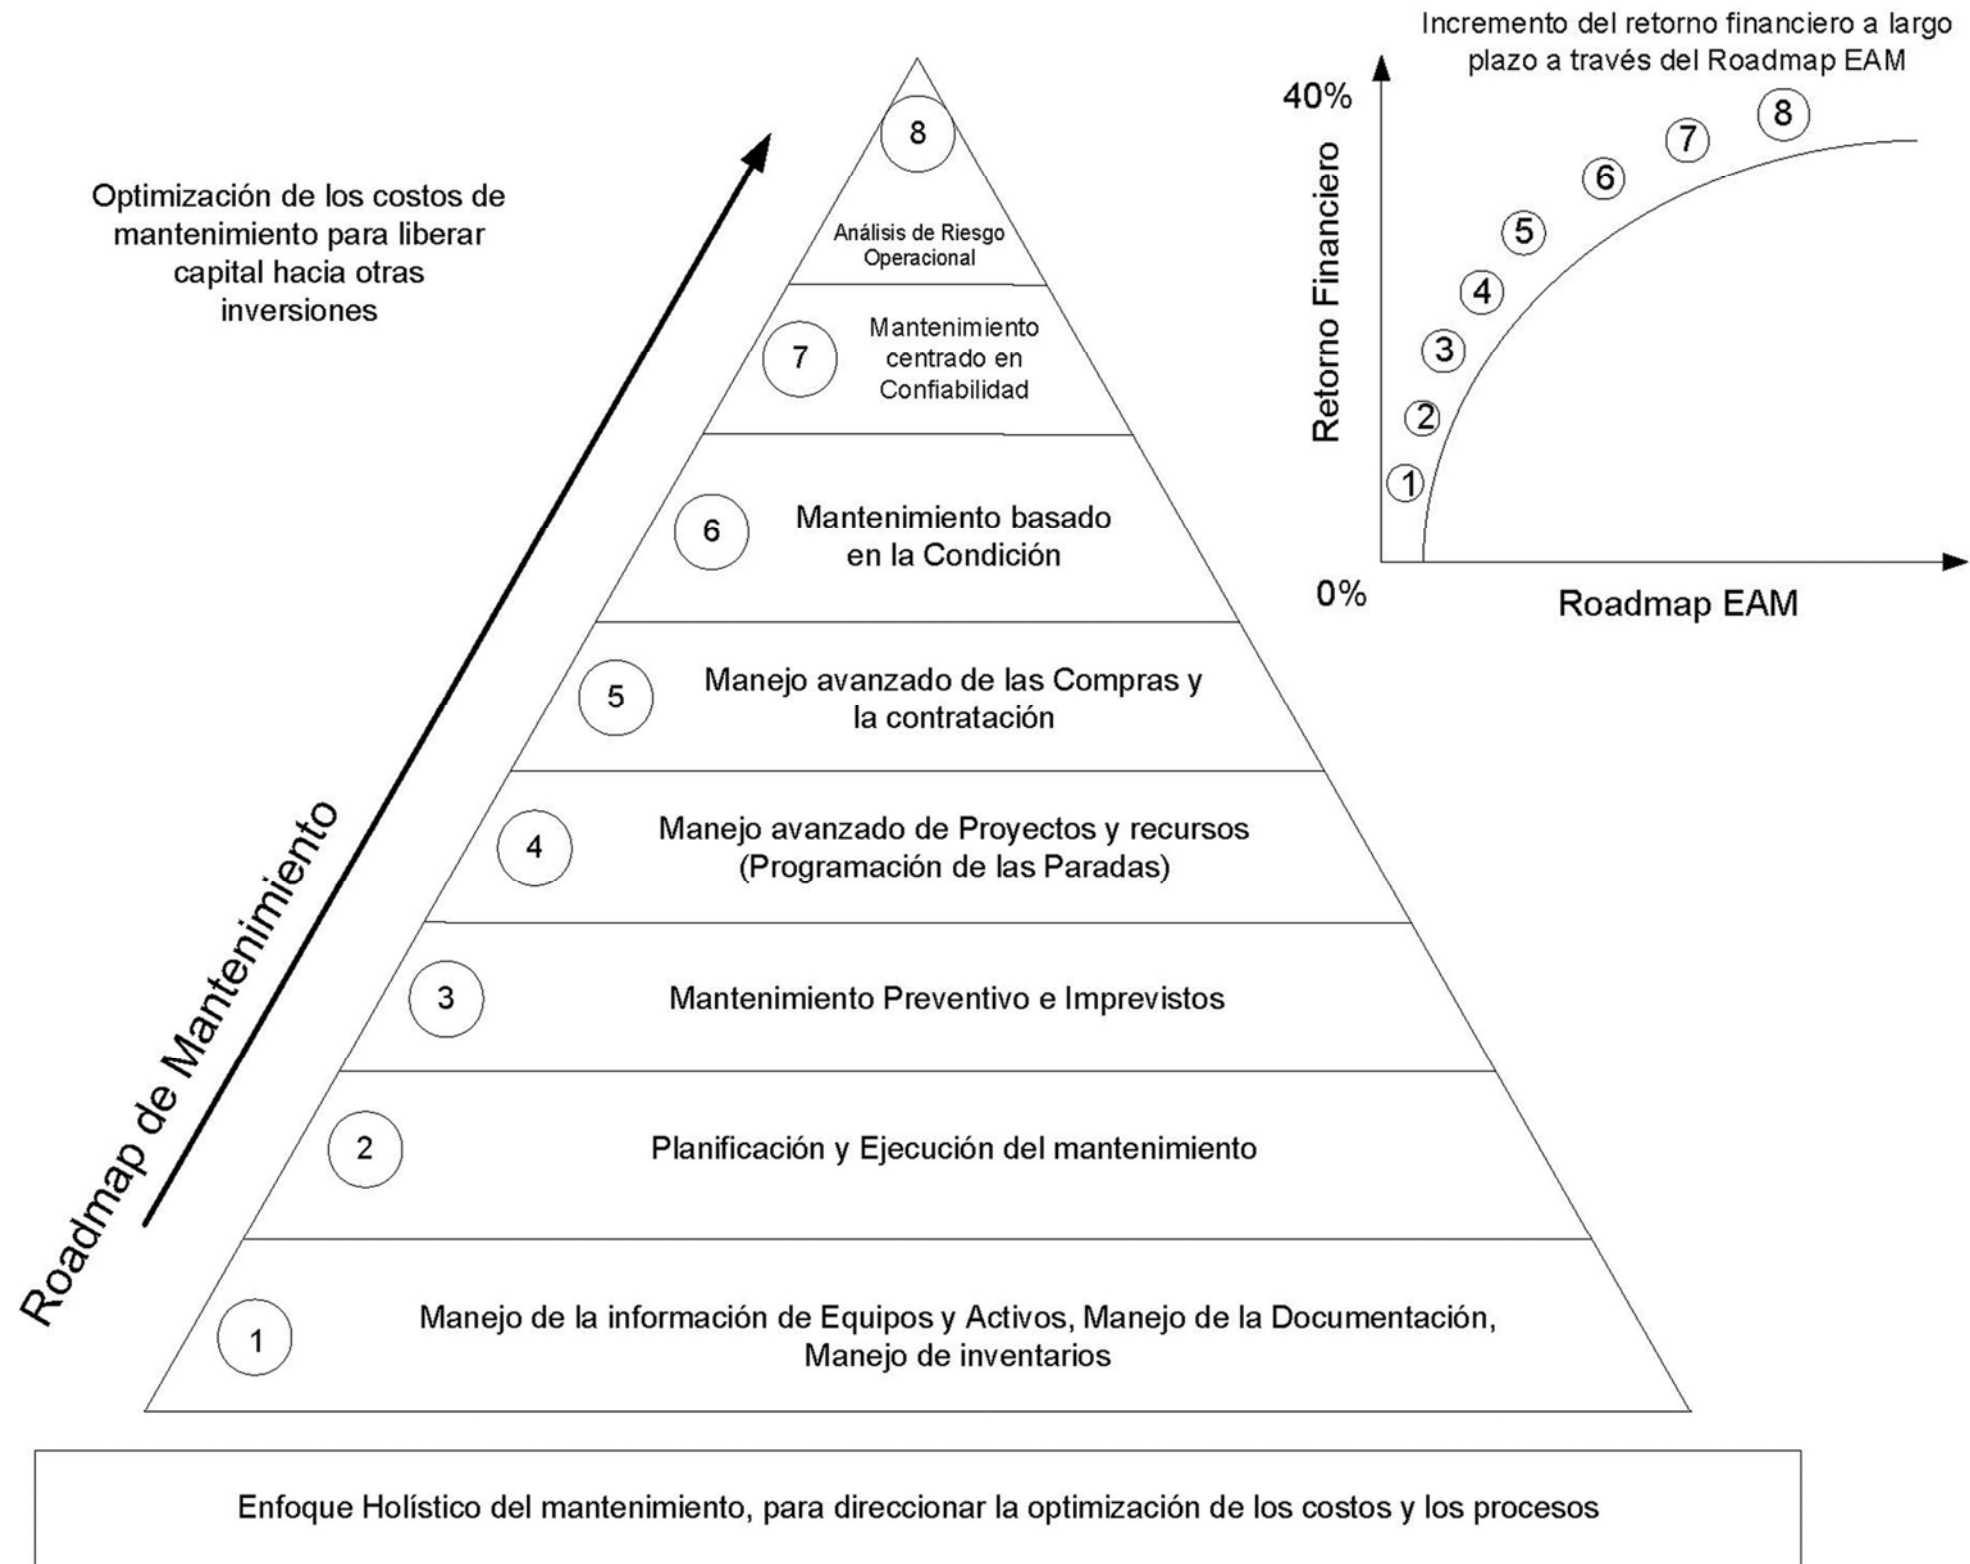 Incremento del retorno financiero a largo
plazo a través del Roadmap EAM
40%
Retorno Financiero
0%
Roadmap EAM
1
2
3
4
5
6
7
8
Optimización de los costos de
mantenimiento para liberar
capital hacia otras
inversiones
Roadmap de Mantenimiento
8
Análisis de Riesgo
Operacional
7
Mantenimiento
centrado en
Confiabilidad
6
Mantenimiento basado
en la Condición
5
Manejo avanzado de las Compras y
la contratación
4
Manejo avanzado de Proyectos y recursos
(Programación de las Paradas)
3
Mantenimiento Preventivo e Imprevistos
2
Planificación y Ejecución del mantenimiento
1
Manejo de la información de Equipos y Activos, Manejo de la Documentación,
Manejo de inventarios
Enfoque Holístico del mantenimiento, para direccionar la optimización de los costos y los procesos